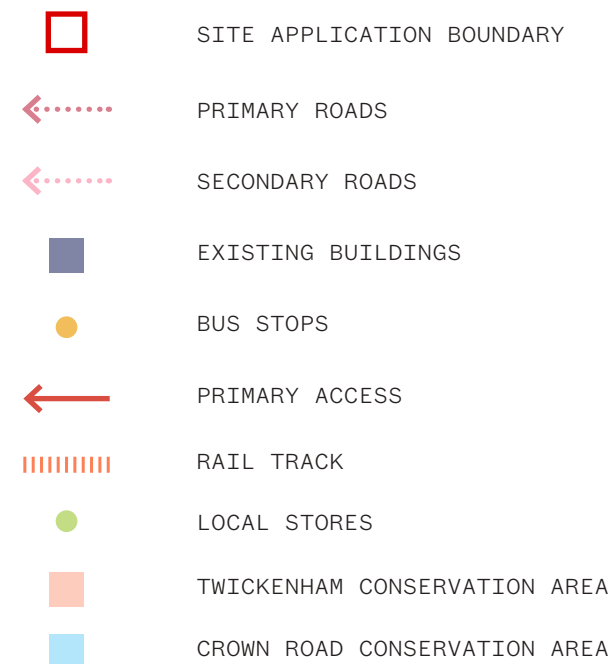 SITE APPLICATION BOUNDARY
PRIMARY ROADS
SECONDARY ROADS
EXISTING BUILDINGS
BUS STOPS
PRIMARY ACCESS
RAIL TRACK
LOCAL STORES
TWICKENHAM CONSERVATION AREA
CROWN ROAD CONSERVATION AREA